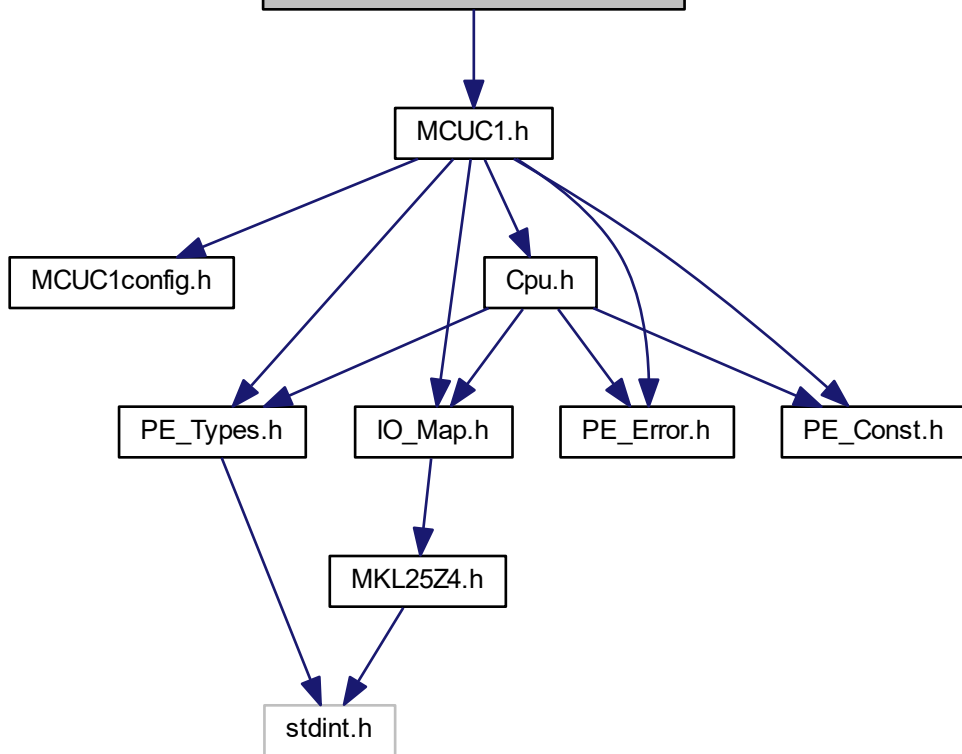 MCUC1.h
MCUC1config.h
Cpu.h
PE_Types.h
IO_Map.h
PE_Error.h
PE_Const.h
MKL25Z4.h
stdint.h